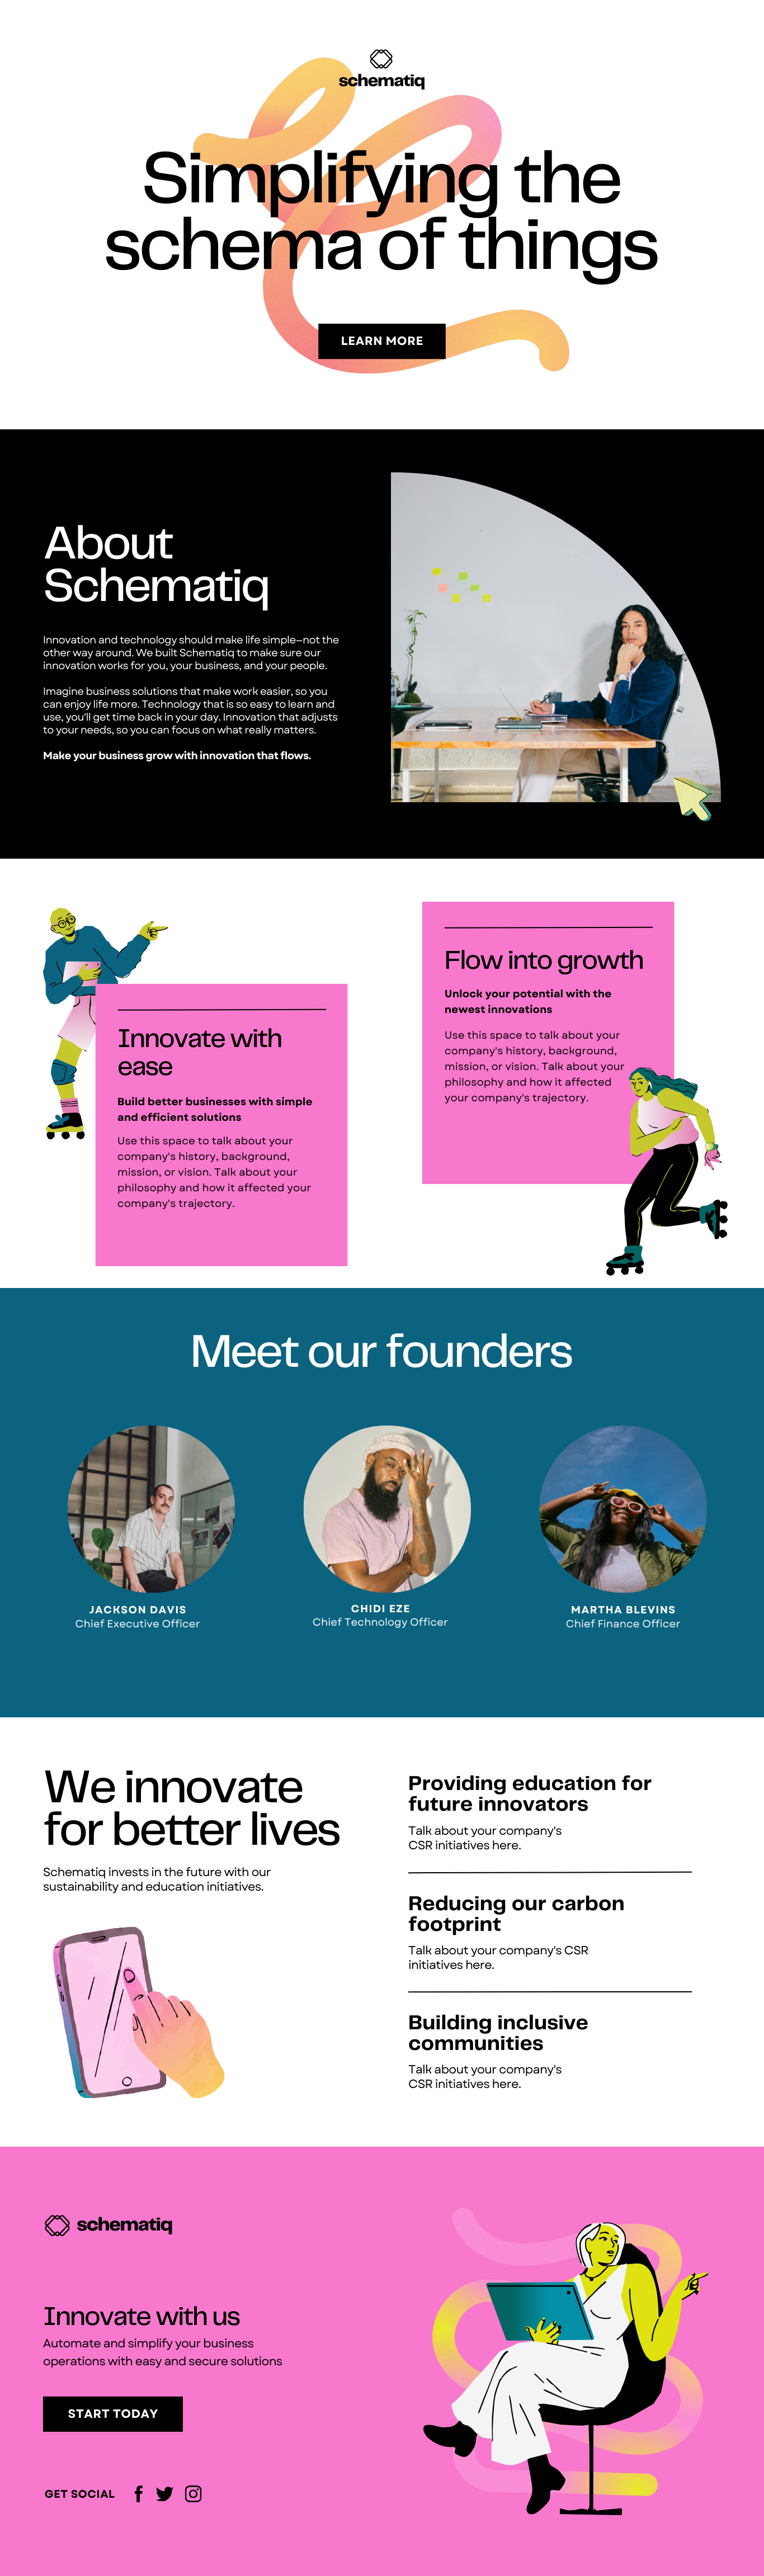 schematiq
Simplifying the
schema of things
LEARN MORE
About
Schematiq
Innovation and technology should make life simple—not the
other way around. We built Schematiq to make sure our
innovation works for you, your business, and your people.
Imagine business solutions that make work easier, so you
can enjoy life more. Technology that is so easy to learn and
use, you'll get time back in your day. Innovation that adjusts
to your needs, so you can focus on what really matters.
Make your business grow with innovation that flows.
Innovate with
ease
Build better businesses with simple
and efficient solutions
Use this space to talk about your
company's history, background,
mission, or vision. Talk about your
philosophy and how it affected your
company's trajectory.
Flow into growth
Unlock your potential with the
newest innovations
Use this space to talk about your
company's history, background,
mission, or vision. Talk about your
philosophy and how it affected
your company's trajectory.
Meet our founders
JACKSON DAVIS
Chief Executive Officer
CHIDI EZE
Chief Technology Officer
MARTHA BLEVINS
Chief Finance Officer
We innovate
for better lives
Schematiq invests in the future with our
sustainability and education initiatives.
Providing education for
future innovators
Talk about your company's
CSR initiatives here.
Reducing our carbon
footprint
Talk about your company's CSR
initiatives here.
Building inclusive
communities
Talk about your company's
CSR initiatives here.
schematiq
Innovate with us
Automate and simplify your business
operations with easy and secure solutions
START TODAY
GET SOCIAL